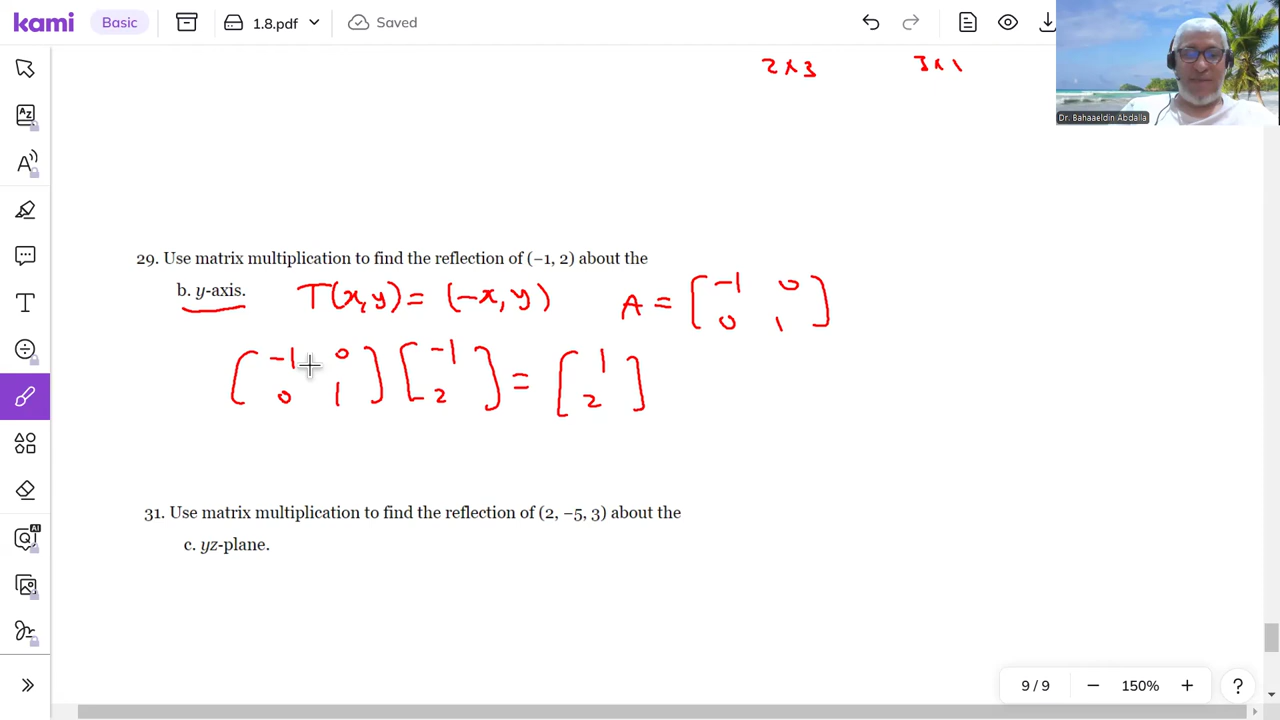 kami Basic 1.8.pdf Saved
2 x 3 3 x 1
Dr. Bahaaeldin Abdalla
29. Use matrix multiplication to find the reflection of (−1, 2) about the
b. y-axis. T(x,y) = (-x, y) A = [ -1 0
0 1 ]
[ -1 0 ] [ -1 ] = [ 1 ]
[ 0 1 ] [ 2 ] [ 2 ]
31. Use matrix multiplication to find the reflection of (2, −5, 3) about the
c. yz-plane.
AI
9 / 9 − 150% + ?